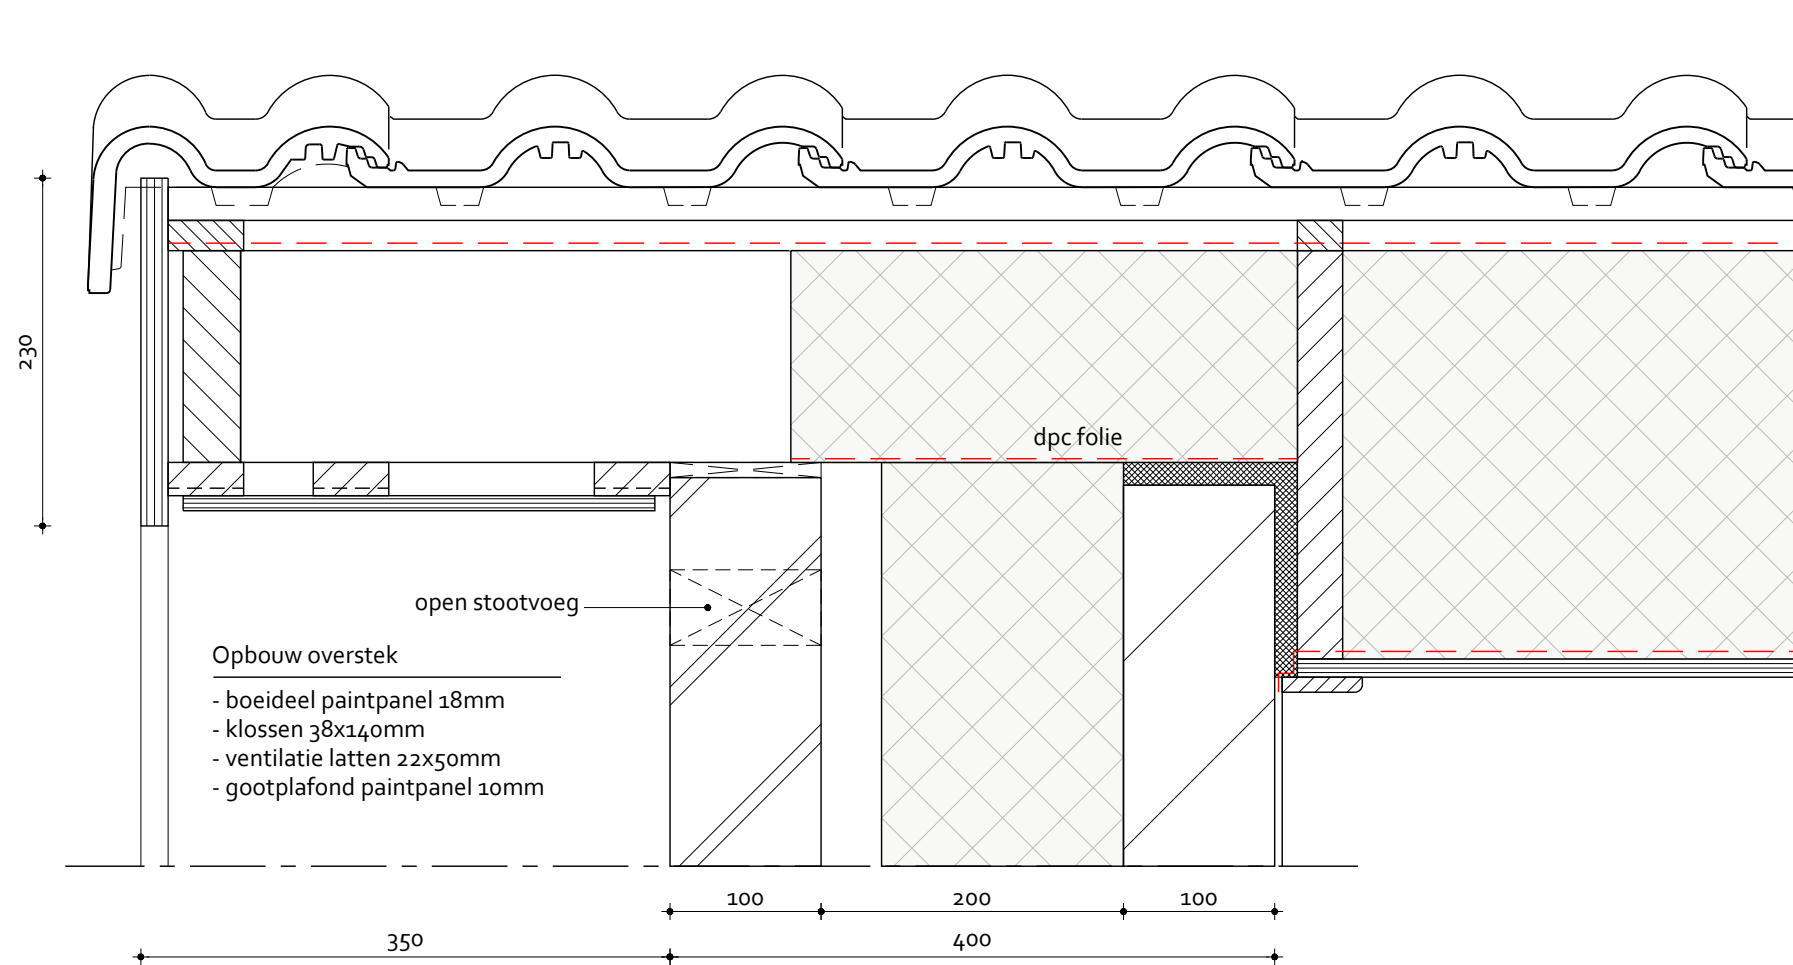 230
dpc folie
open stootvoeg
Opbouw overstek
- boeideel paintpanel 18mm
- klossen 38x140mm
- ventilatie latten 22x50mm
- gootplafond paintpanel 10mm
100 200 100
350 400